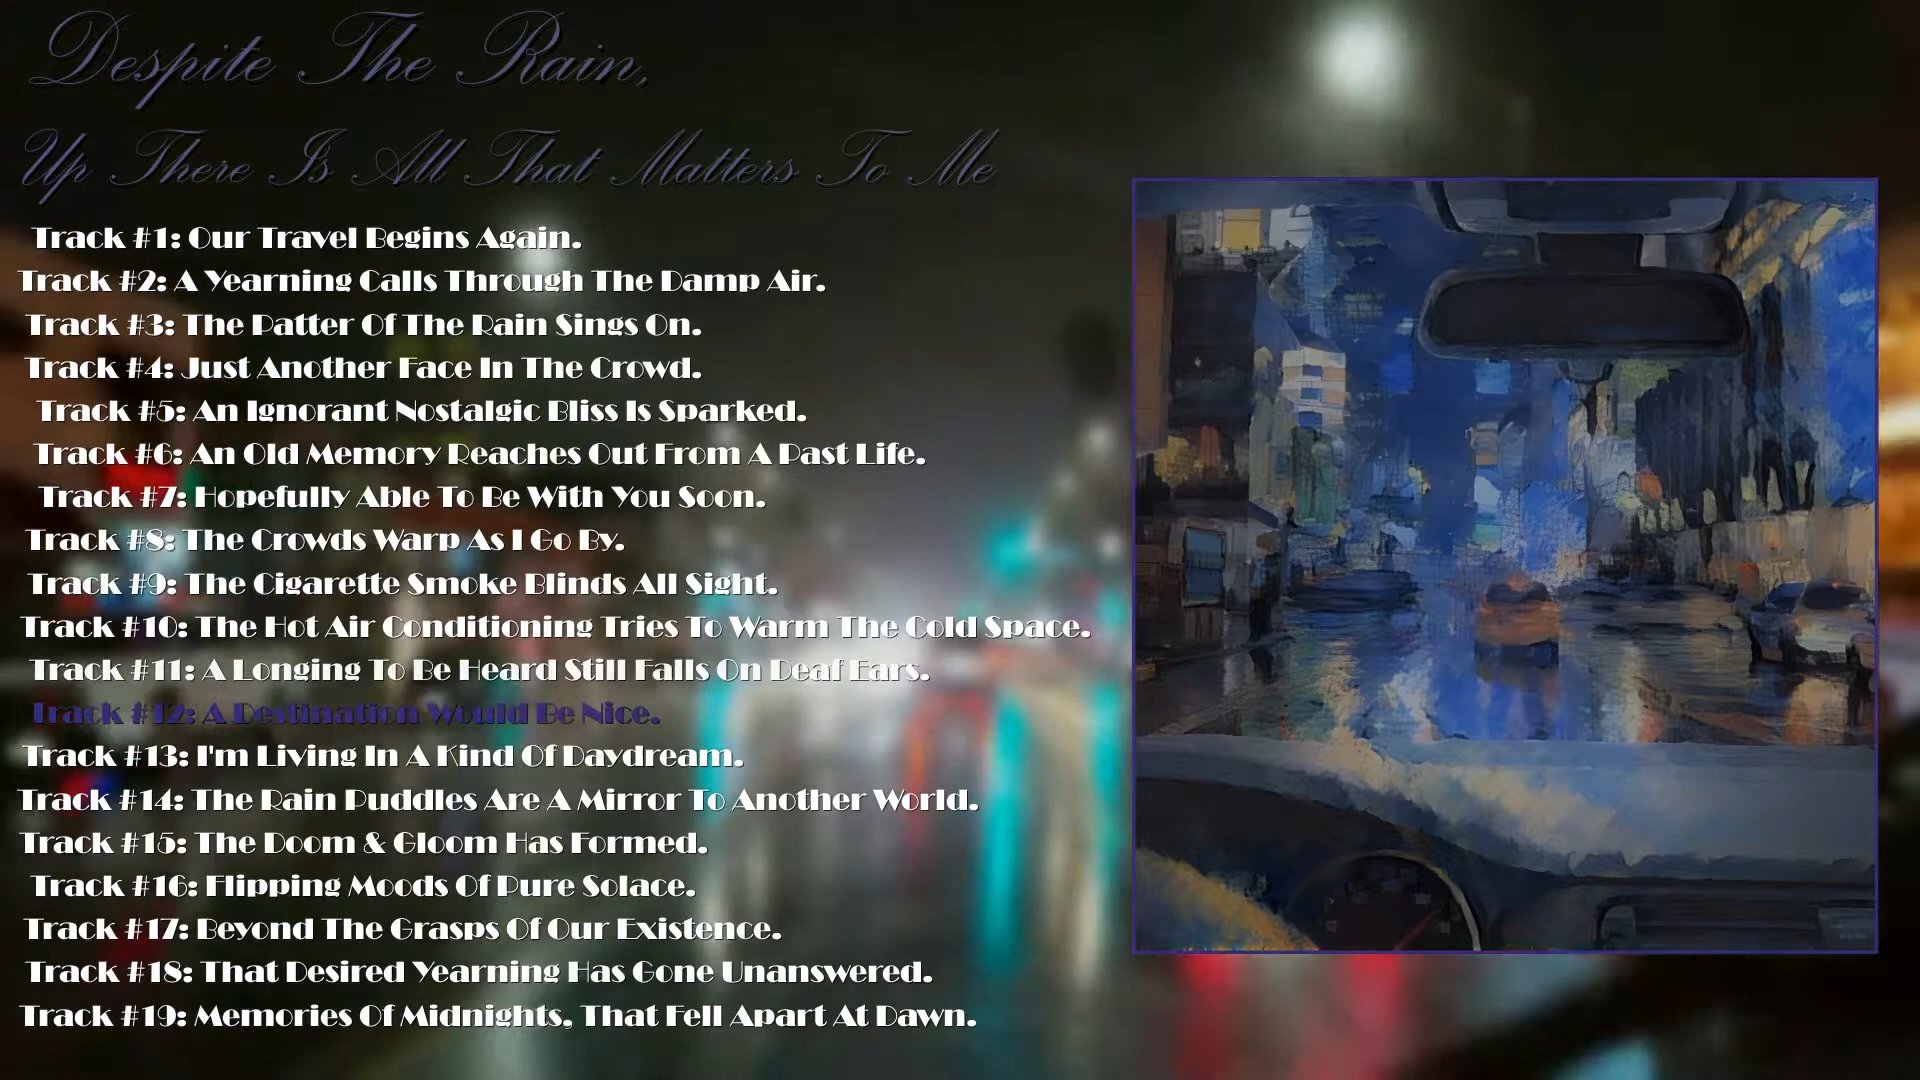 Despite The Rain,
Up There Is All That Matters To Me
Track #1: Our Travel Begins Again.
Track #2: A Yearning Calls Through The Damp Air.
Track #3: The Patter Of The Rain Sings On.
Track #4: Just Another Face In The Crowd.
Track #5: An Ignorant Nostalgic Bliss Is Sparked.
Track #6: An Old Memory Reaches Out From A Past Life.
Track #7: Hopefully Able To Be With You Soon.
Track #8: The Crowds Warp As I Go By.
Track #9: The Cigarette Smoke Blinds All Sight.
Track #10: The Hot Air Conditioning Tries To Warm The Cold Space.
Track #11: A Longing To Be Heard Still Falls On Deaf Ears.
Track #12: A Destination Would Be Nice.
Track #13: I'm Living In A Kind Of Daydream.
Track #14: The Rain Puddles Are A Mirror To Another World.
Track #15: The Doom & Gloom Has Formed.
Track #16: Flipping Moods Of Pure Solace.
Track #17: Beyond The Grasps Of Our Existence.
Track #18: That Desired Yearning Has Gone Unanswered.
Track #19: Memories Of Midnights, That Fell Apart At Dawn.